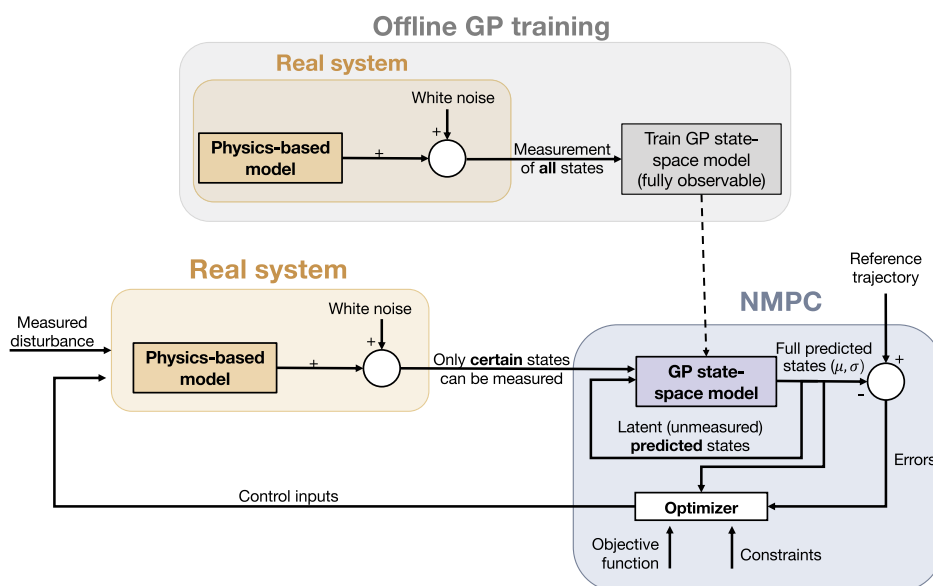 Offline GP training
Real system
White noise
+
Physics-based
model
+
Measurement
of all states
Train GP state-
space model
(fully observable)
Real system
White noise
+
Measured
disturbance
Physics-based
model
+
Only certain states
can be measured
NMPC
Reference
trajectory
GP state-
space model
Full predicted
states (μ, σ)
+
-
Latent (unmeasured)
predicted states
Errors
Control inputs
Optimizer
Objective
function
Constraints